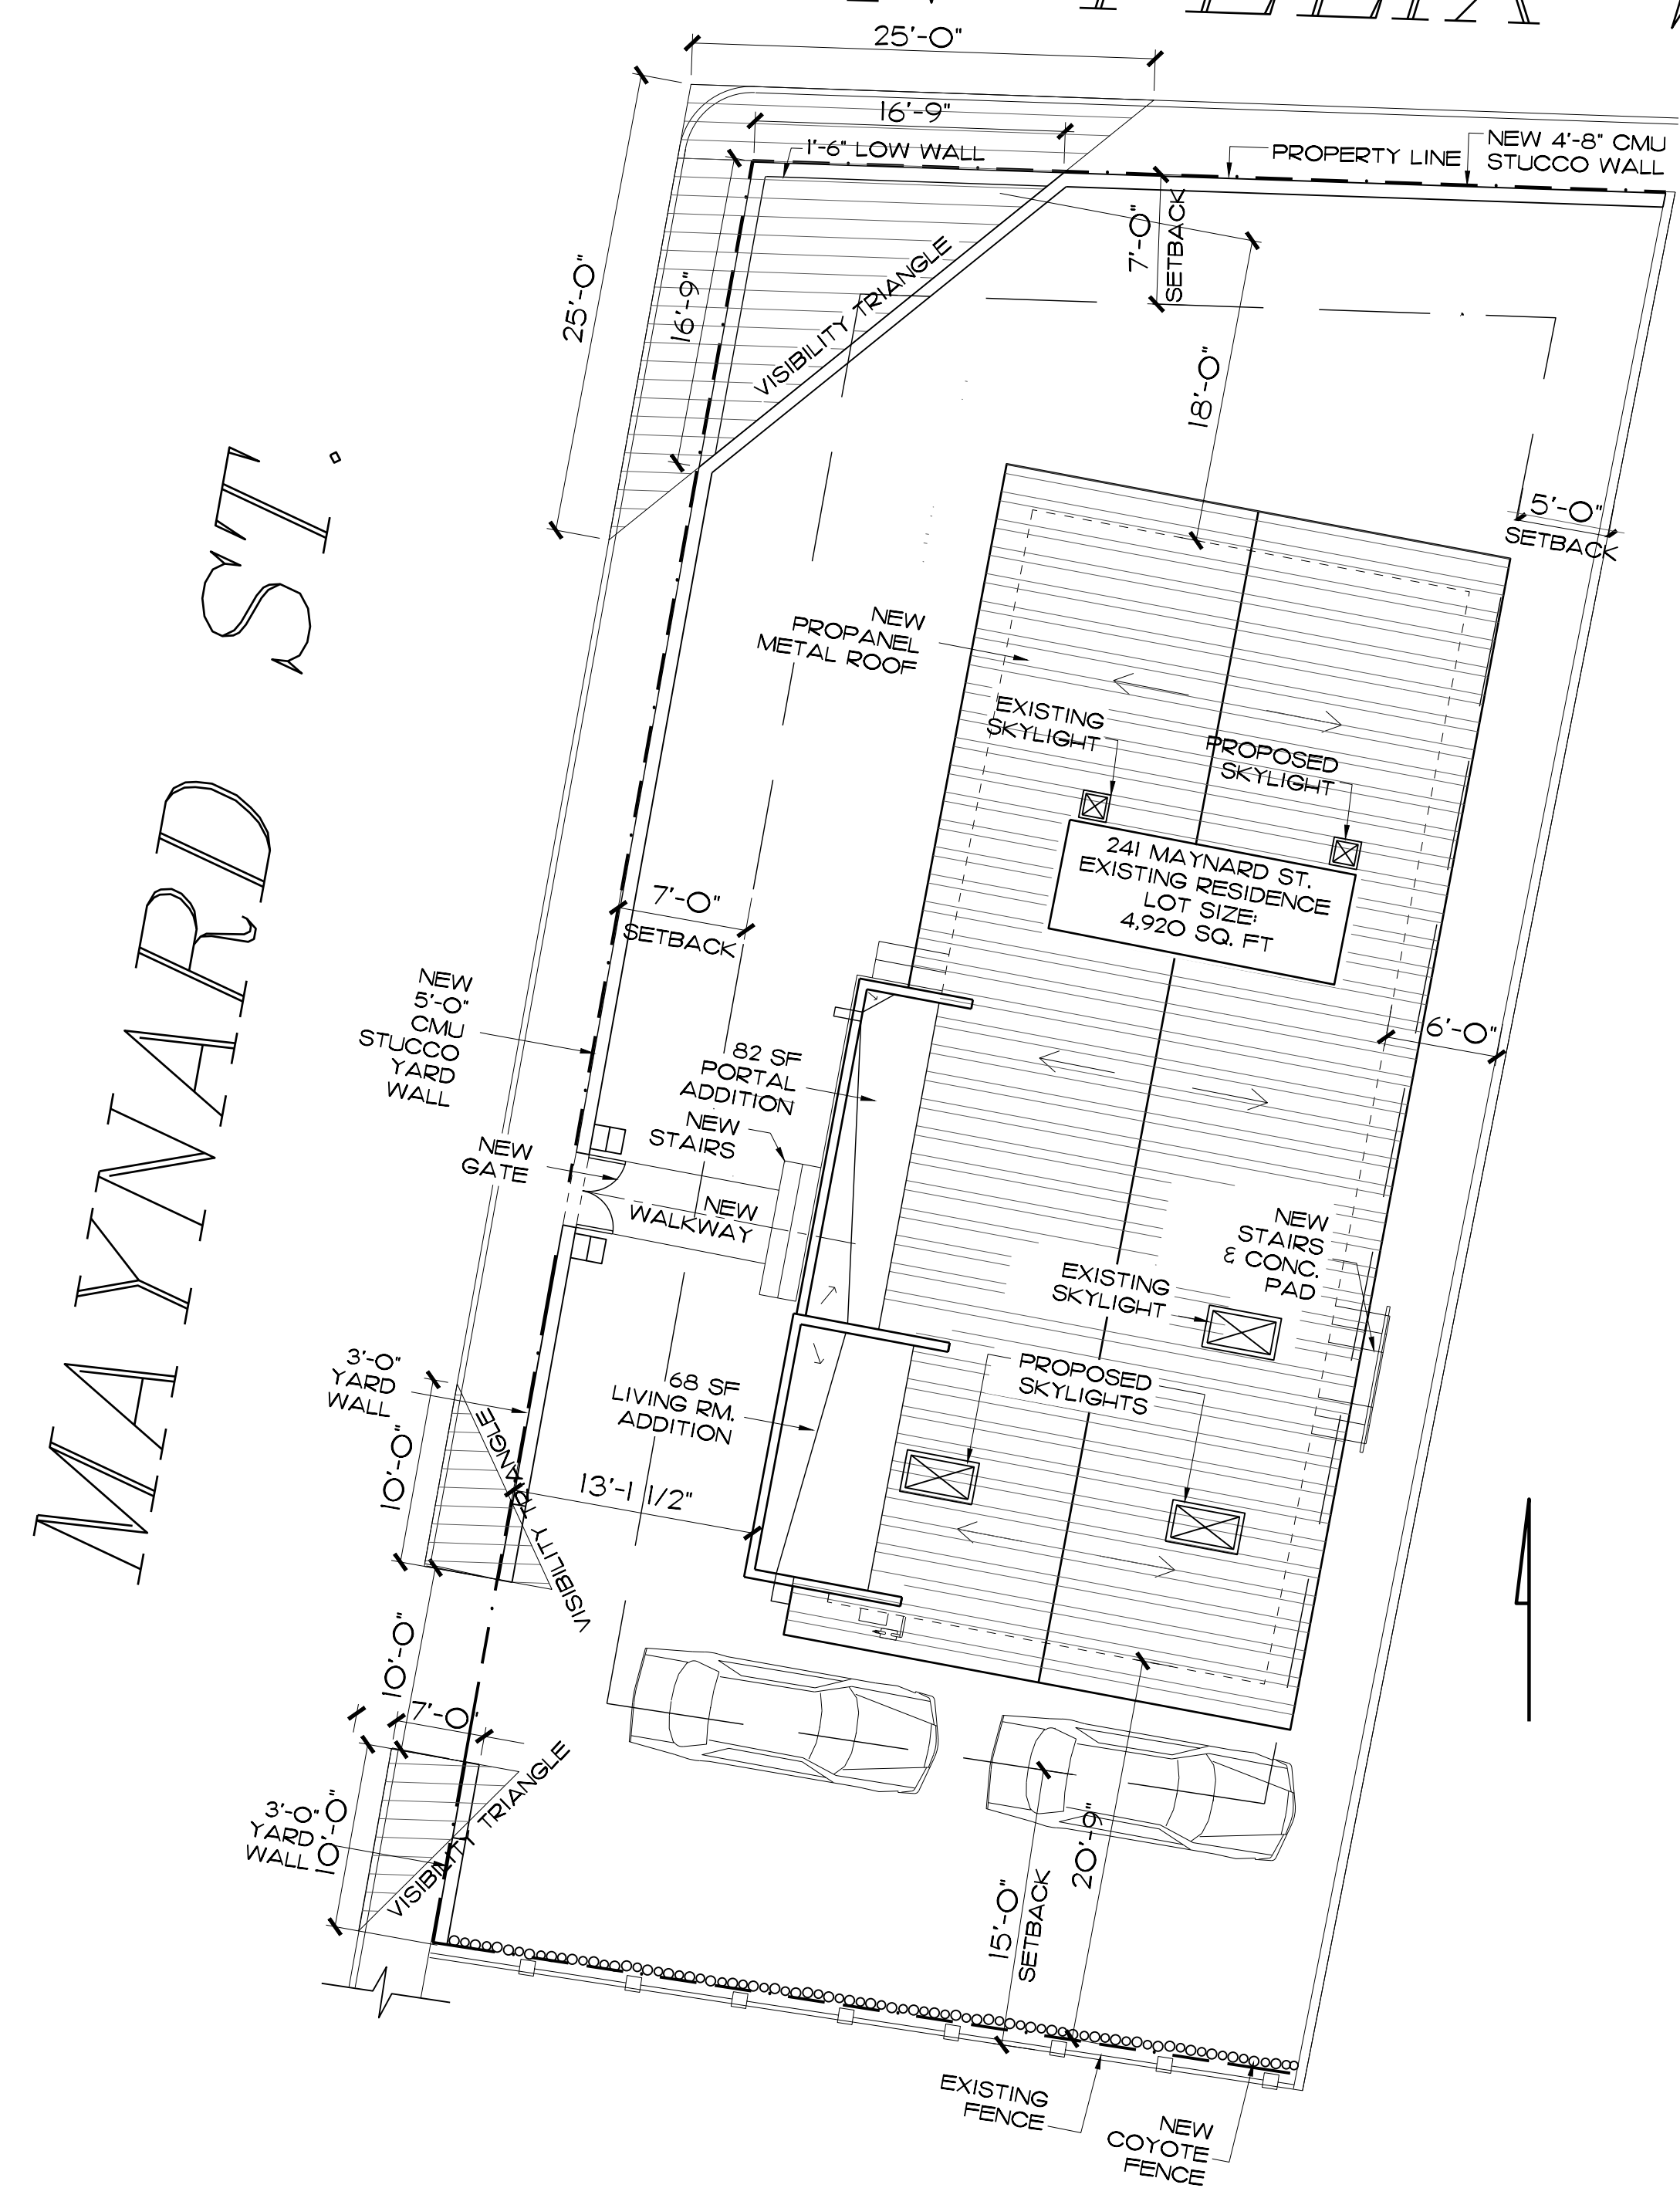 FELIX
25'-0"
16'-9"
1'-6" LOW WALL
PROPERTY LINE
NEW 4'-8" CMU
STUCCO WALL
7'-0"
SETBACK
25'-0"
16'-9"
VISIBILITY TRIANGLE
18'-0"
5'-0"
SETBACK
MAYNARD ST.
NEW
PROPANEL
METAL ROOF
EXISTING
SKYLIGHT
PROPOSED
SKYLIGHT
241 MAYNARD ST.
EXISTING RESIDENCE
LOT SIZE:
4,920 SQ. FT
7'-0"
SETBACK
NEW
5'-0"
CMU
STUCCO
YARD
WALL
6'-0"
82 SF
PORTAL
ADDITION
NEW
STAIRS
NEW
GATE
NEW
WALKWAY
NEW
STAIRS
& CONC.
PAD
EXISTING
SKYLIGHT
3'-0"
YARD
WALL
68 SF
LIVING RM.
ADDITION
PROPOSED
SKYLIGHTS
10'-0"
VISIBILITY TRIANGLE
13'-1 1/2"
10'-0"
7'-0"
VISIBILITY TRIANGLE
3'-0"
YARD
WALL
10'-0"
20'-9"
15'-0"
SETBACK
EXISTING
FENCE
NEW
COYOTE
FENCE